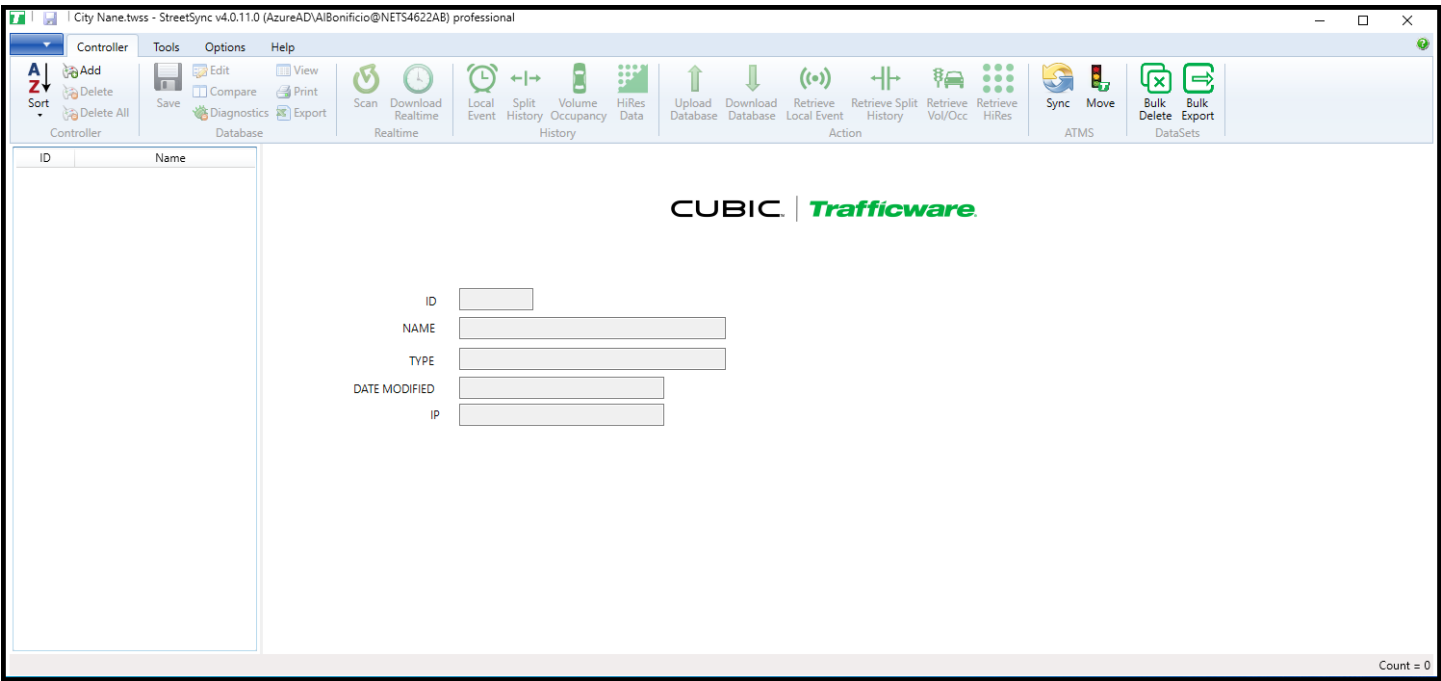 City Nane.twss - StreetSync v4.0.11.0 (AzureAD\AlBonificio@NETS4622AB) professional
Controller Tools Options Help
Sort
Add
Delete
Delete All
Controller
Save
Edit
Compare
Diagnostics
View
Print
Export
Database
Scan
Download
Realtime
Realtime
Local
Event
Split
History
Volume
Occupancy
HiRes
Data
History
Upload
Database
Download
Database
Retrieve
Local Event
Retrieve Split
History
Retrieve
Vol/Occ
Retrieve
HiRes
Action
Sync
Move
ATMS
Bulk
Delete
Bulk
Export
DataSets
ID Name
CUBIC. Trafficware.
ID
NAME
TYPE
DATE MODIFIED
IP
Count = 0